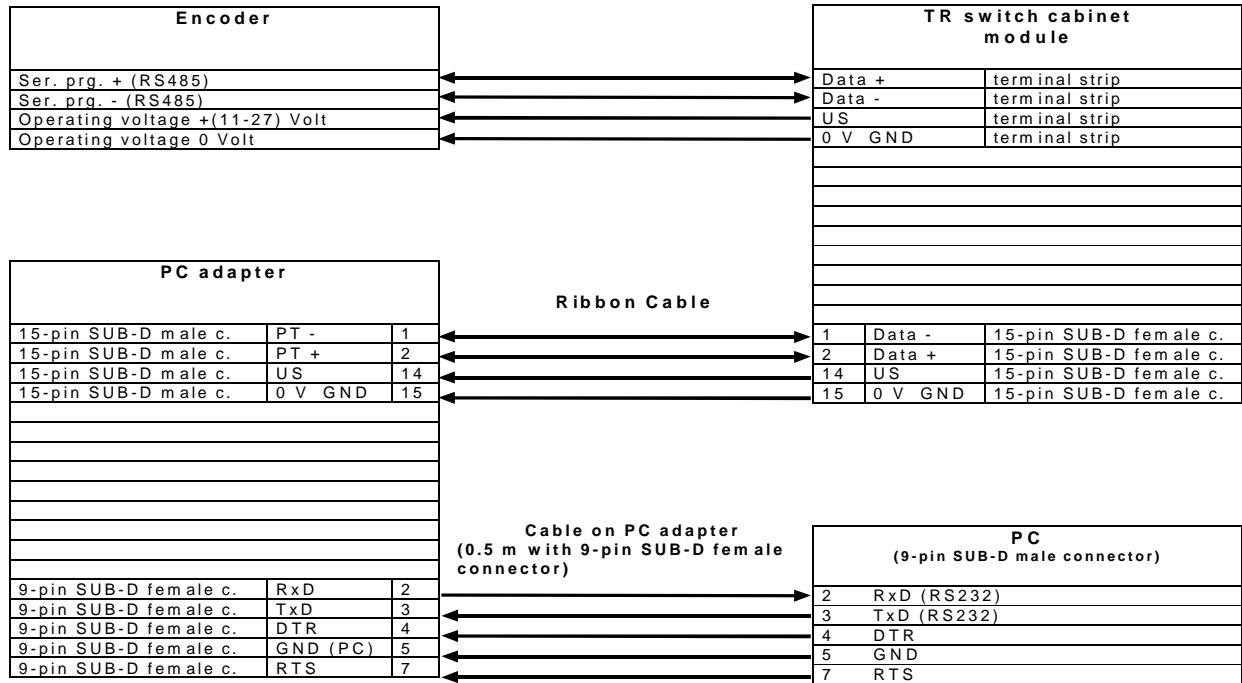 Encoder
Ser. prg. + (RS485)
Ser. prg. - (RS485)
Operating voltage +(11-27) Volt
Operating voltage 0 Volt
TR switch cabinet
module
Data + terminal strip
Data - terminal strip
US terminal strip
0 V GND terminal strip
PC adapter
15-pin SUB-D male c. PT - 1
15-pin SUB-D male c. PT + 2
15-pin SUB-D male c. US 14
15-pin SUB-D male c. 0 V GND 15
Ribbon Cable
1 Data - 15-pin SUB-D female c.
2 Data + 15-pin SUB-D female c.
14 US 15-pin SUB-D female c.
15 0 V GND 15-pin SUB-D female c.
9-pin SUB-D female c. RxD 2
9-pin SUB-D female c. TxD 3
9-pin SUB-D female c. DTR 4
9-pin SUB-D female c. GND (PC) 5
9-pin SUB-D female c. RTS 7
Cable on PC adapter
(0.5 m with 9-pin SUB-D female
connector)
PC
(9-pin SUB-D male connector)
2 RxD (RS232)
3 TxD (RS232)
4 DTR
5 GND
7 RTS